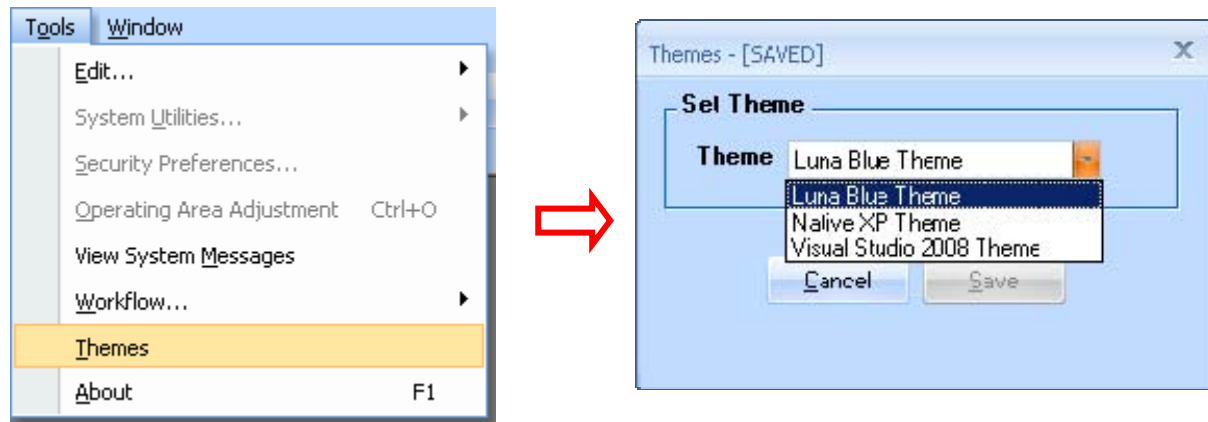 Tools Window
Edit...
System Utilities...
Security Preferences...
Operating Area Adjustment Ctrl+O
View System Messages
Workflow...
Themes
About F1
Themes - [SAVED]
Set Theme
Theme Luna Blue Theme
Luna Blue Theme
Native XP Theme
Visual Studio 2008 Theme
Cancel Save